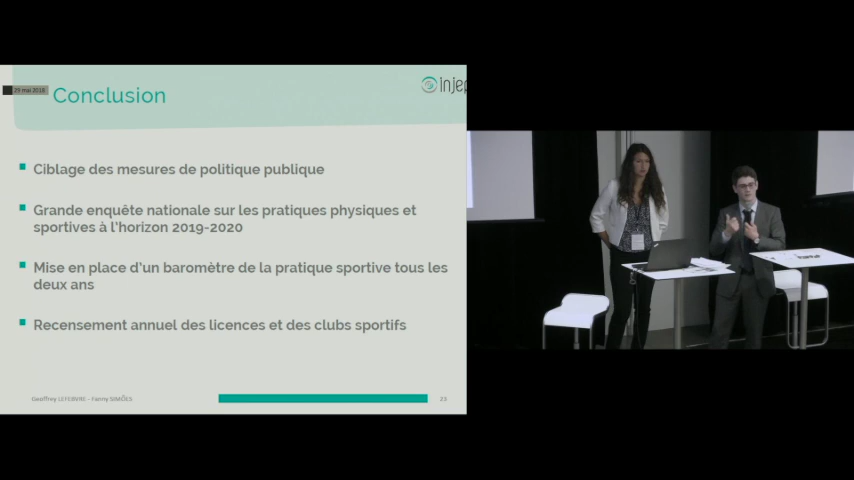 29 mai 2018
injep
Conclusion
Ciblage des mesures de politique publique
Grande enquête nationale sur les pratiques physiques et
sportives à l'horizon 2019-2020
Mise en place d'un baromètre de la pratique sportive tous les
deux ans
Recensement annuel des licences et des clubs sportifs
Geoffrey LEFEBVRE - Fanny SIMÕES
23